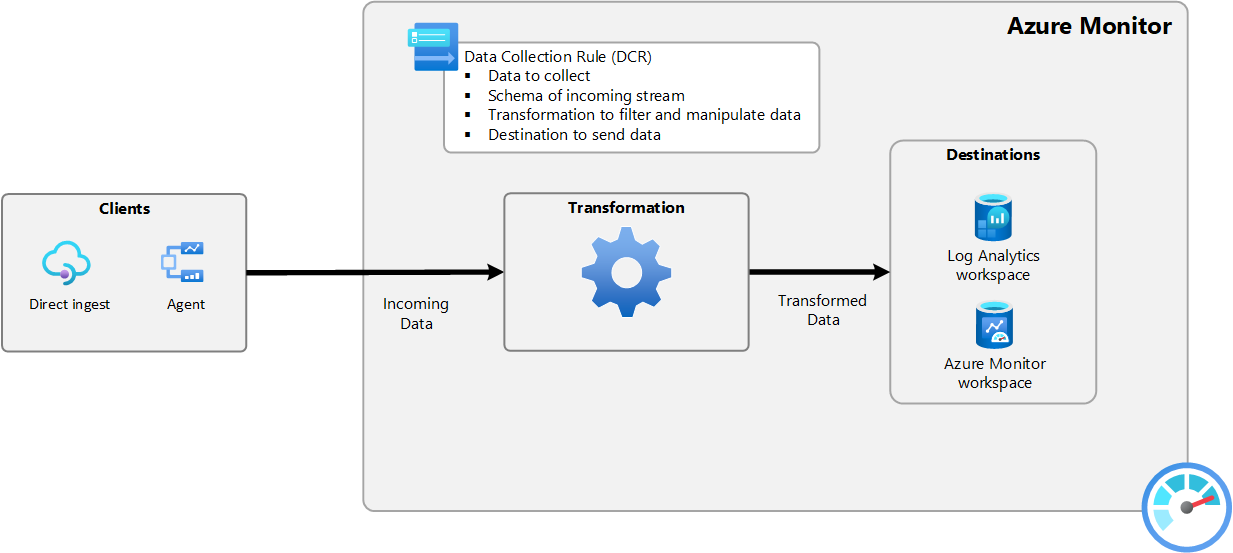 Azure Monitor
Data Collection Rule (DCR)
▪ Data to collect
▪ Schema of incoming stream
▪ Transformation to filter and manipulate data
▪ Destination to send data
Clients
Direct ingest
Agent
Incoming
Data
Transformation
Transformed
Data
Destinations
Log Analytics
workspace
Azure Monitor
workspace